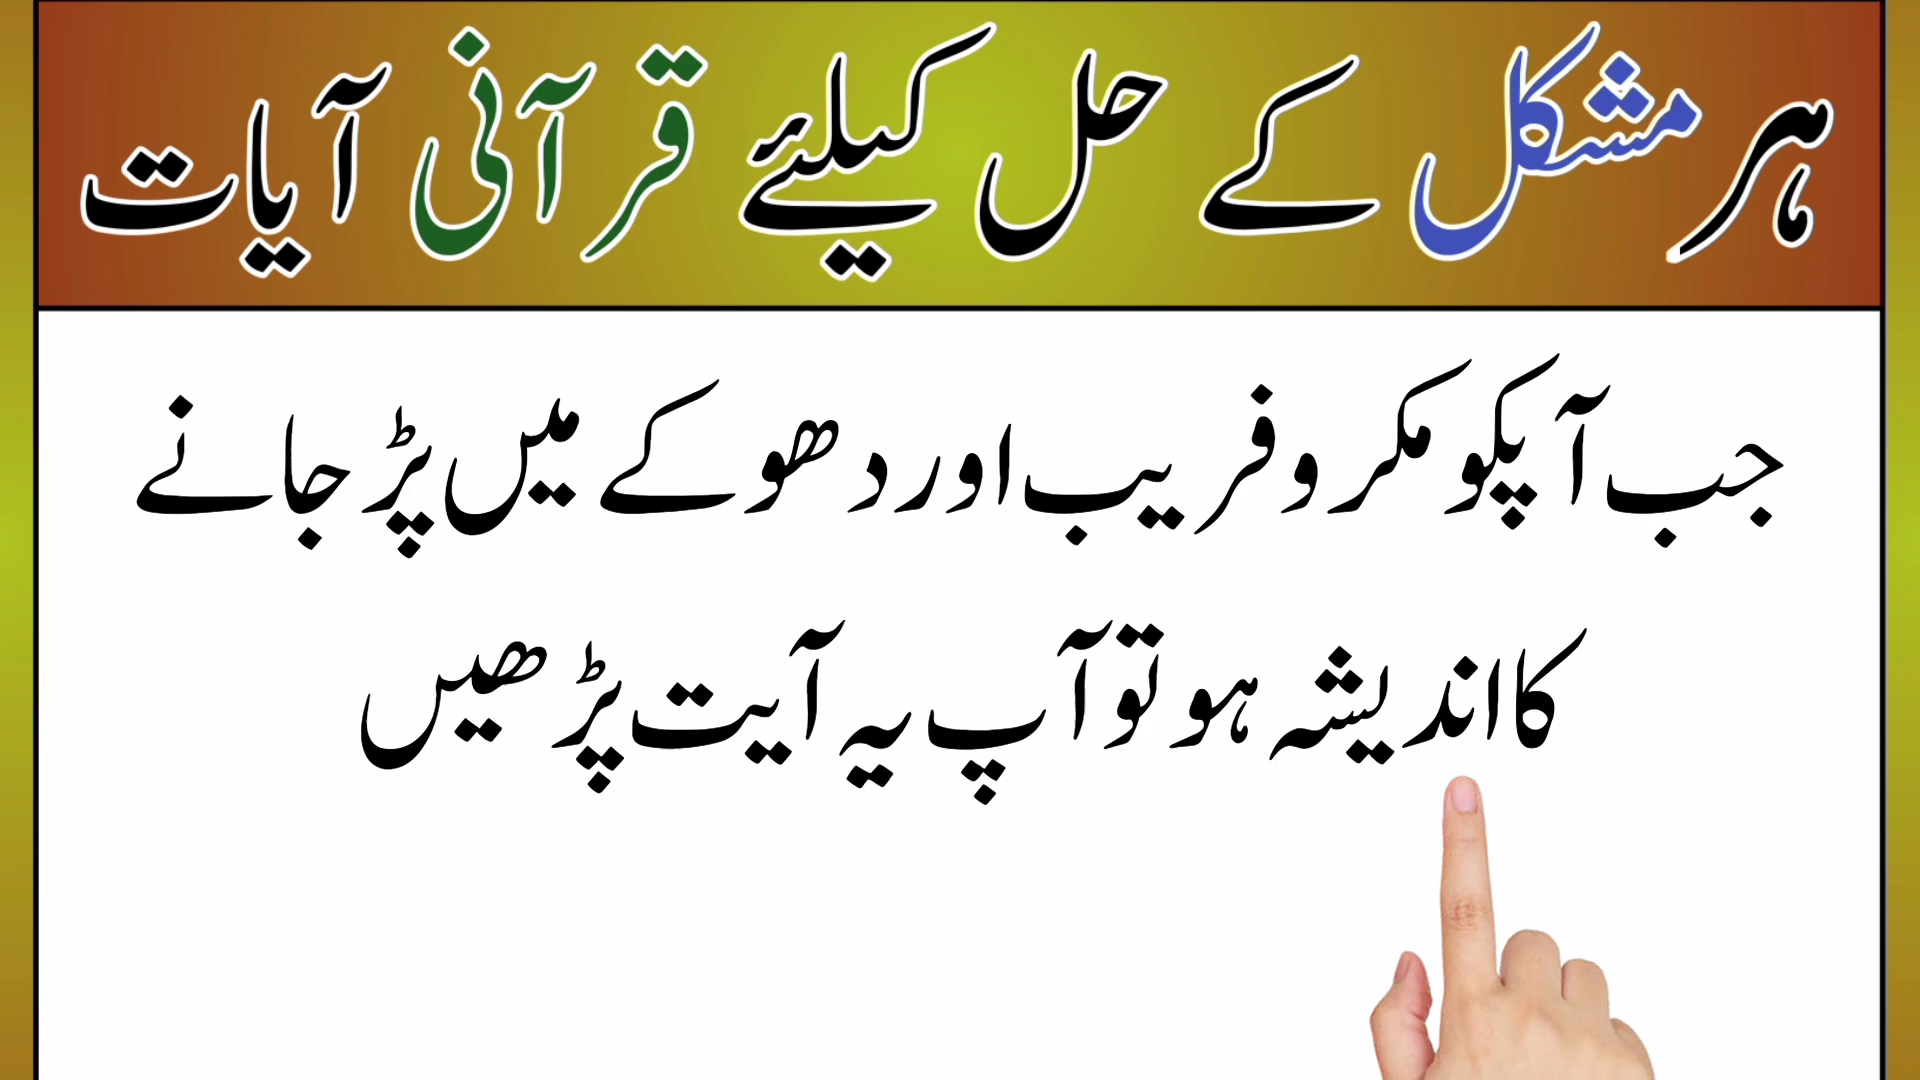 ہر مشکل کے حل کیلئے قرآنی آیات
جب آپکو مکر و فریب اور دھوکے میں پڑ جانے
کا اندیشہ ہو تو آپ یہ آیت پڑھیں